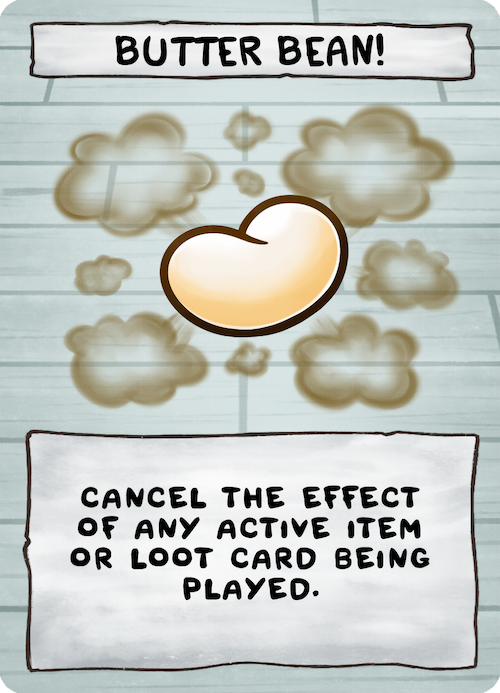 BUTTER BEAN!
CANCEL THE EFFECT
OF ANY ACTIVE ITEM
OR LOOT CARD BEING
PLAYED.